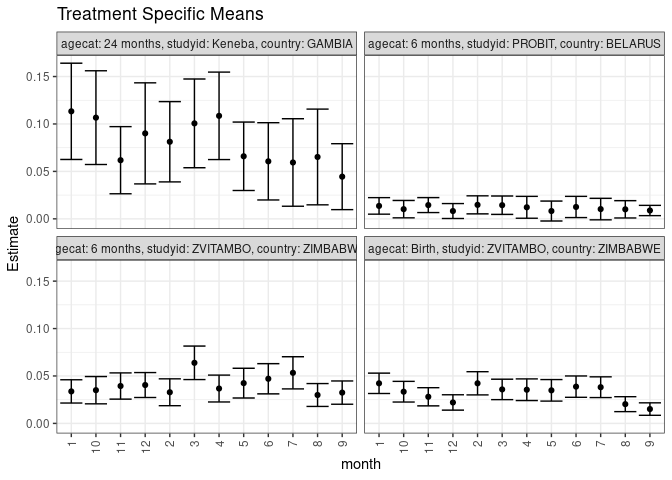 Treatment Specific Means
agecat: 24 months, studyid: Keneba, country: GAMBIA
agecat: 6 months, studyid: PROBIT, country: BELARUS
0.15
0.10
0.05
0.00
gecat: 6 months, studyid: ZVITAMBO, country: ZIMBABW
agecat: Birth, studyid: ZVITAMBO, country: ZIMBABWE
0.15
0.10
0.05
0.00
Estimate
1 10 11 12 2 3 4 5 6 7 8 9
1 10 11 12 2 3 4 5 6 7 8 9
month